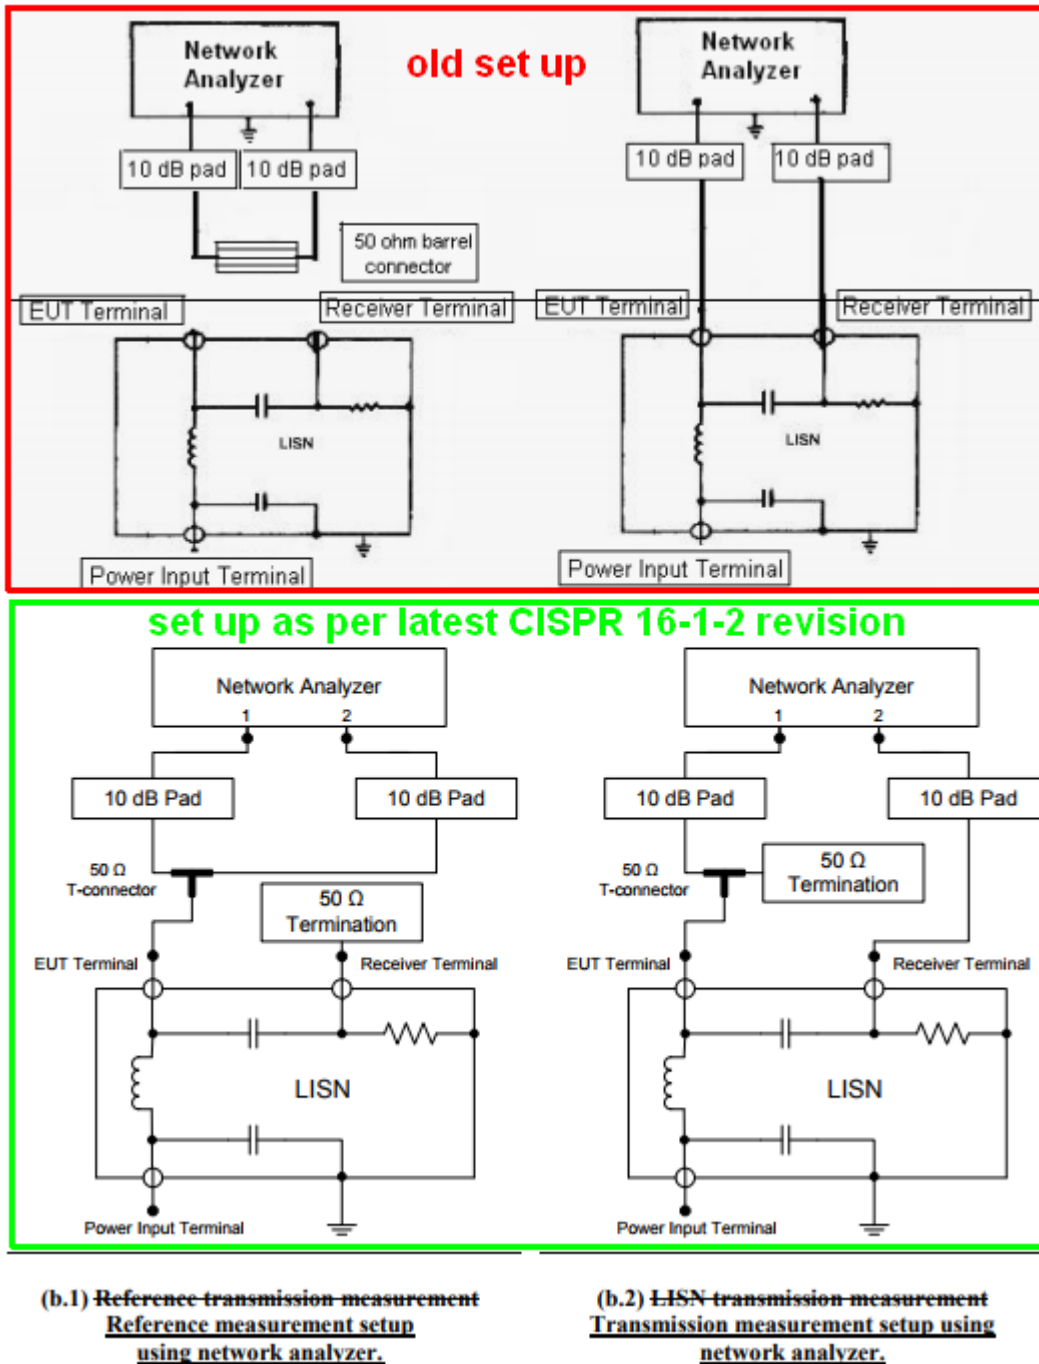 old set up
Network
Analyzer
10 dB pad
10 dB pad
50 ohm barrel
connector
EUT Terminal
Receiver Terminal
LISN
Power Input Terminal
Network
Analyzer
10 dB pad
10 dB pad
EUT Terminal
Receiver Terminal
LISN
Power Input Terminal
set up as per latest CISPR 16-1-2 revision
Network Analyzer
1 2
10 dB Pad
10 dB Pad
50 Ω
T-connector
50 Ω
Termination
EUT Terminal
Receiver Terminal
LISN
Power Input Terminal
Network Analyzer
1 2
10 dB Pad
10 dB Pad
50 Ω
T-connector
50 Ω
Termination
EUT Terminal
Receiver Terminal
LISN
Power Input Terminal
(b.1) Reference transmission measurement
Reference measurement setup
using network analyzer.
(b.2) LISN transmission measurement
Transmission measurement setup using
network analyzer.